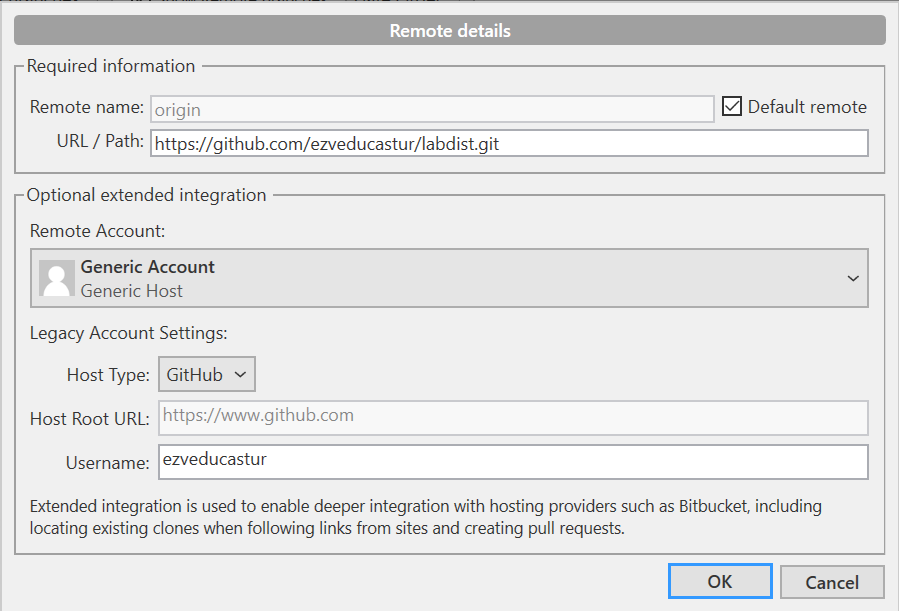 Remote details
Required information
Remote name: origin Default remote
URL / Path: https://github.com/ezveducastur/labdist.git
Optional extended integration
Remote Account:
Generic Account
Generic Host
Legacy Account Settings:
Host Type: GitHub
Host Root URL: https://www.github.com
Username: ezveducastur
Extended integration is used to enable deeper integration with hosting providers such as Bitbucket, including
locating existing clones when following links from sites and creating pull requests.
OK Cancel